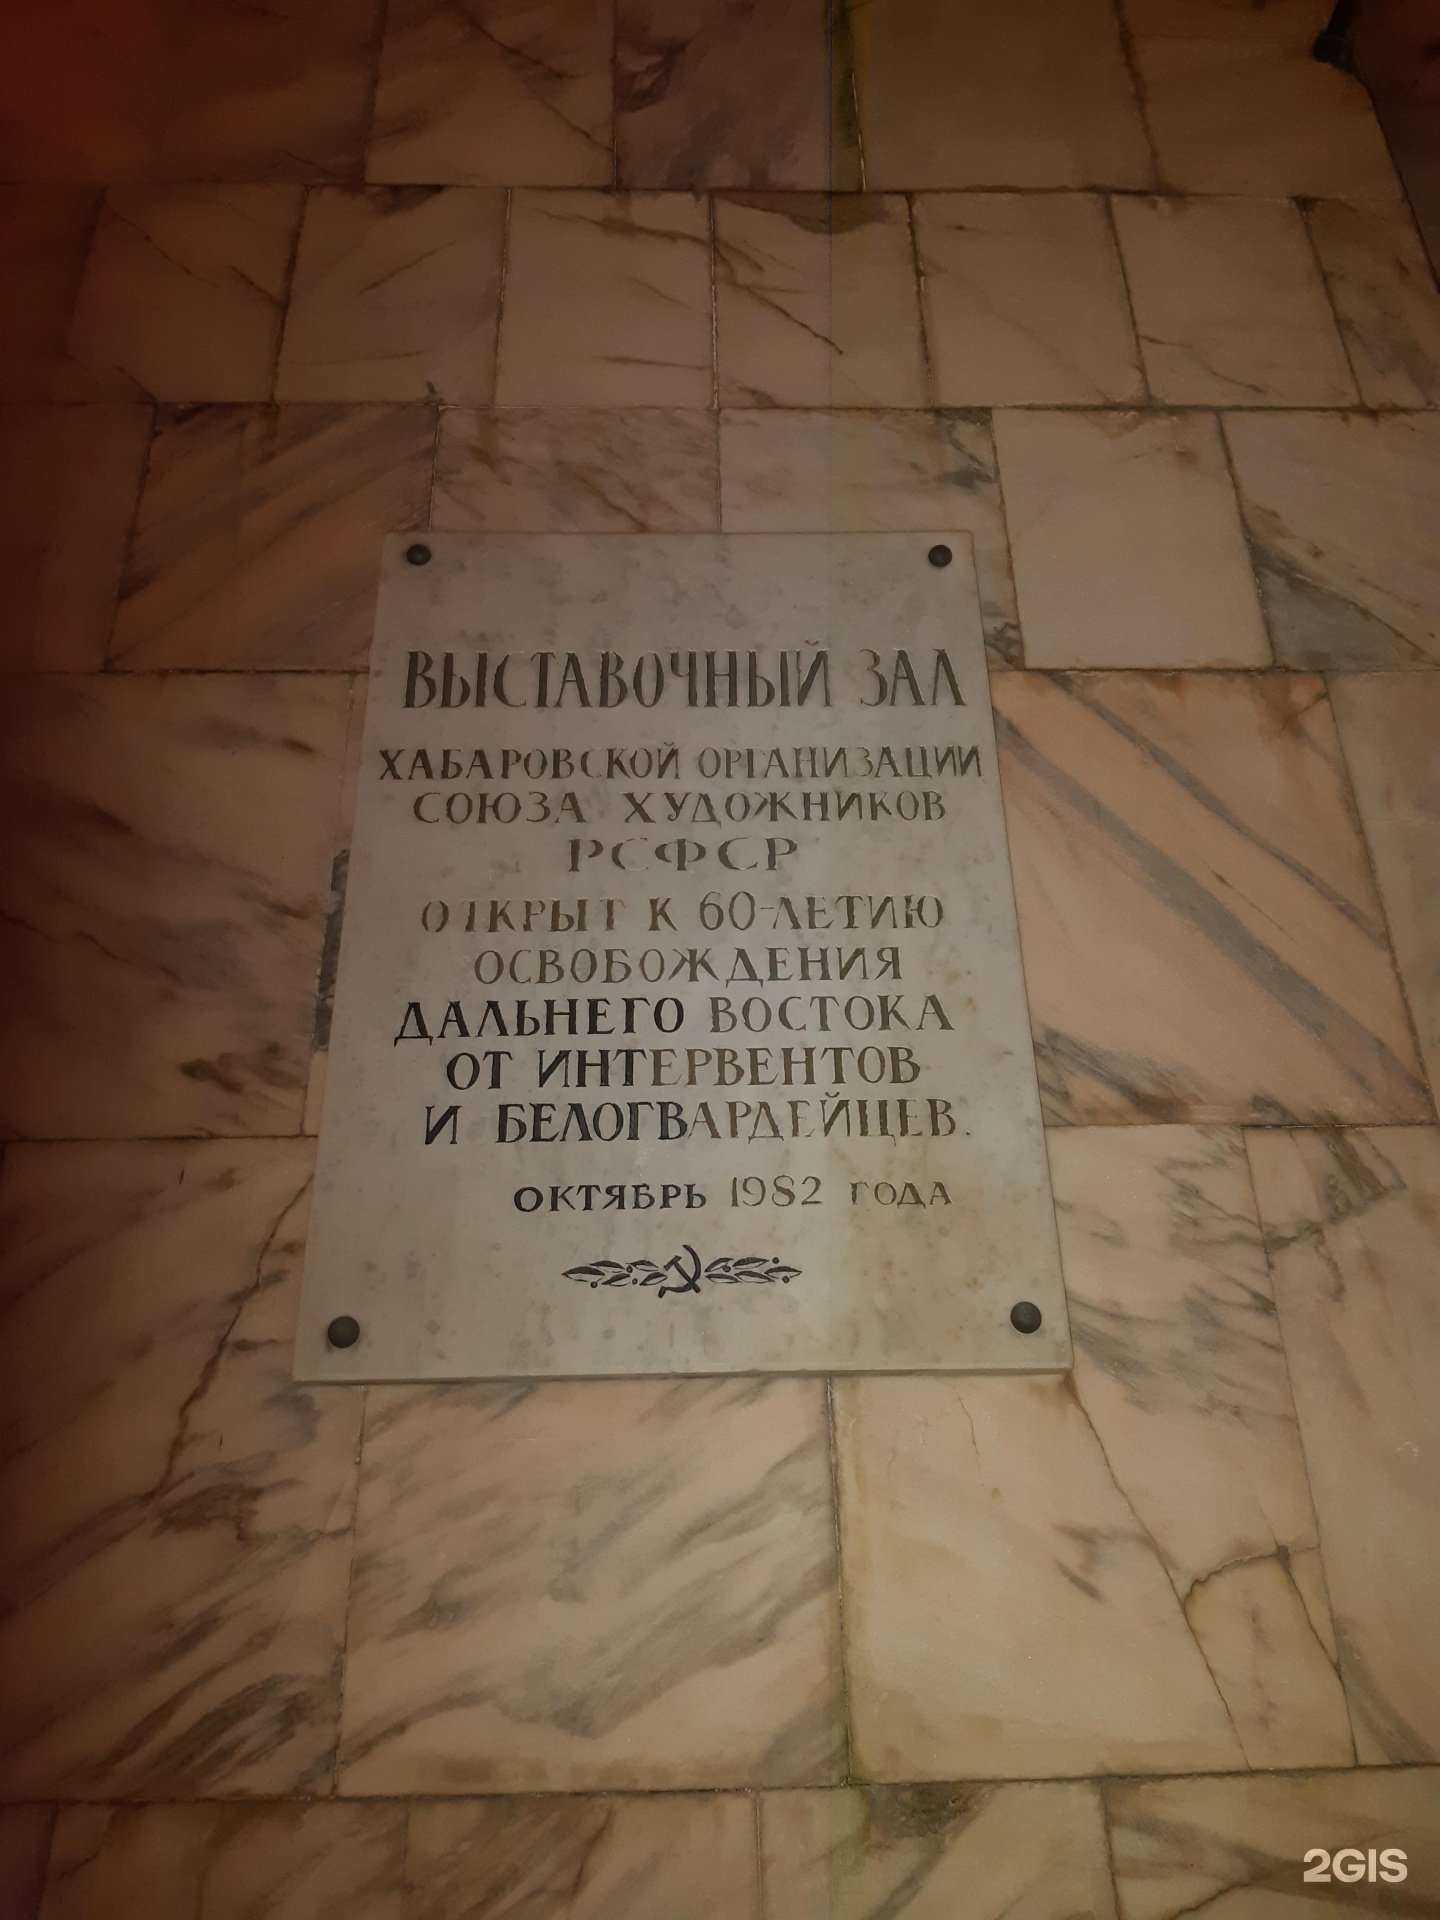 ВЫСТАВОЧНЫЙ ЗАЛ
ХАБАРОВСКОЙ ОРГАНИЗАЦИИ
СОЮЗА ХУДОЖНИКОВ
РСФСР
ОТКРЫТ К 60-ЛЕТИЮ
ОСВОБОЖДЕНИЯ
ДАЛЬНЕГО ВОСТОКА
ОТ ИНТЕРВЕНТОВ
И БЕЛОГВАРДЕЙЦЕВ.
ОКТЯБРЬ 1982 ГОДА
2GIS